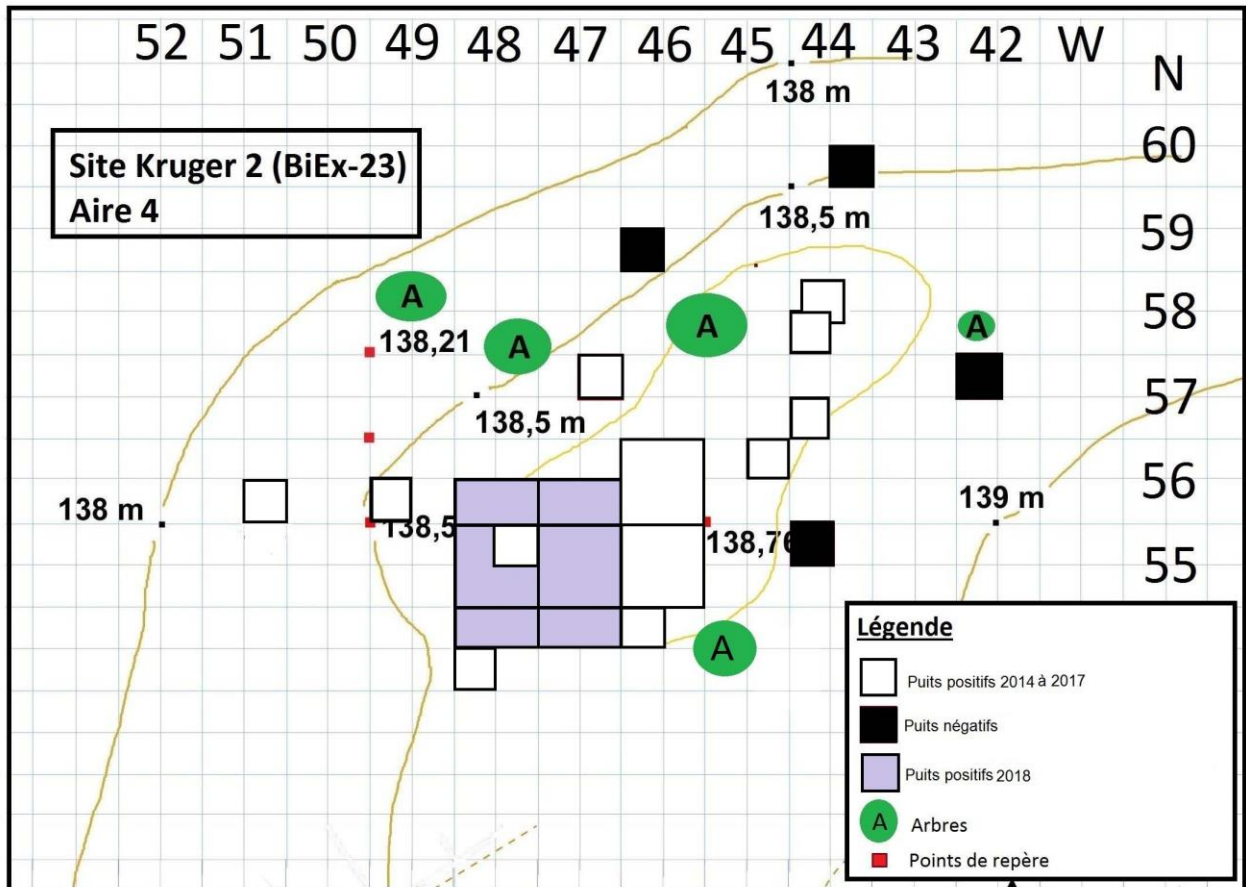 52 51 50 49 48 47 46 45 44 43 42 W
N
138 m
60
Site Kruger 2 (BiEx-23)
Aire 4
138,5 m
59
A
58
A
A
138,21
A
57
138,5 m
56
139 m
138 m
138,5
138,76
55
A
Légende
Puits positifs 2014 à 2017
Puits négatifs
Puits positifs 2018
A Arbres
Points de repère